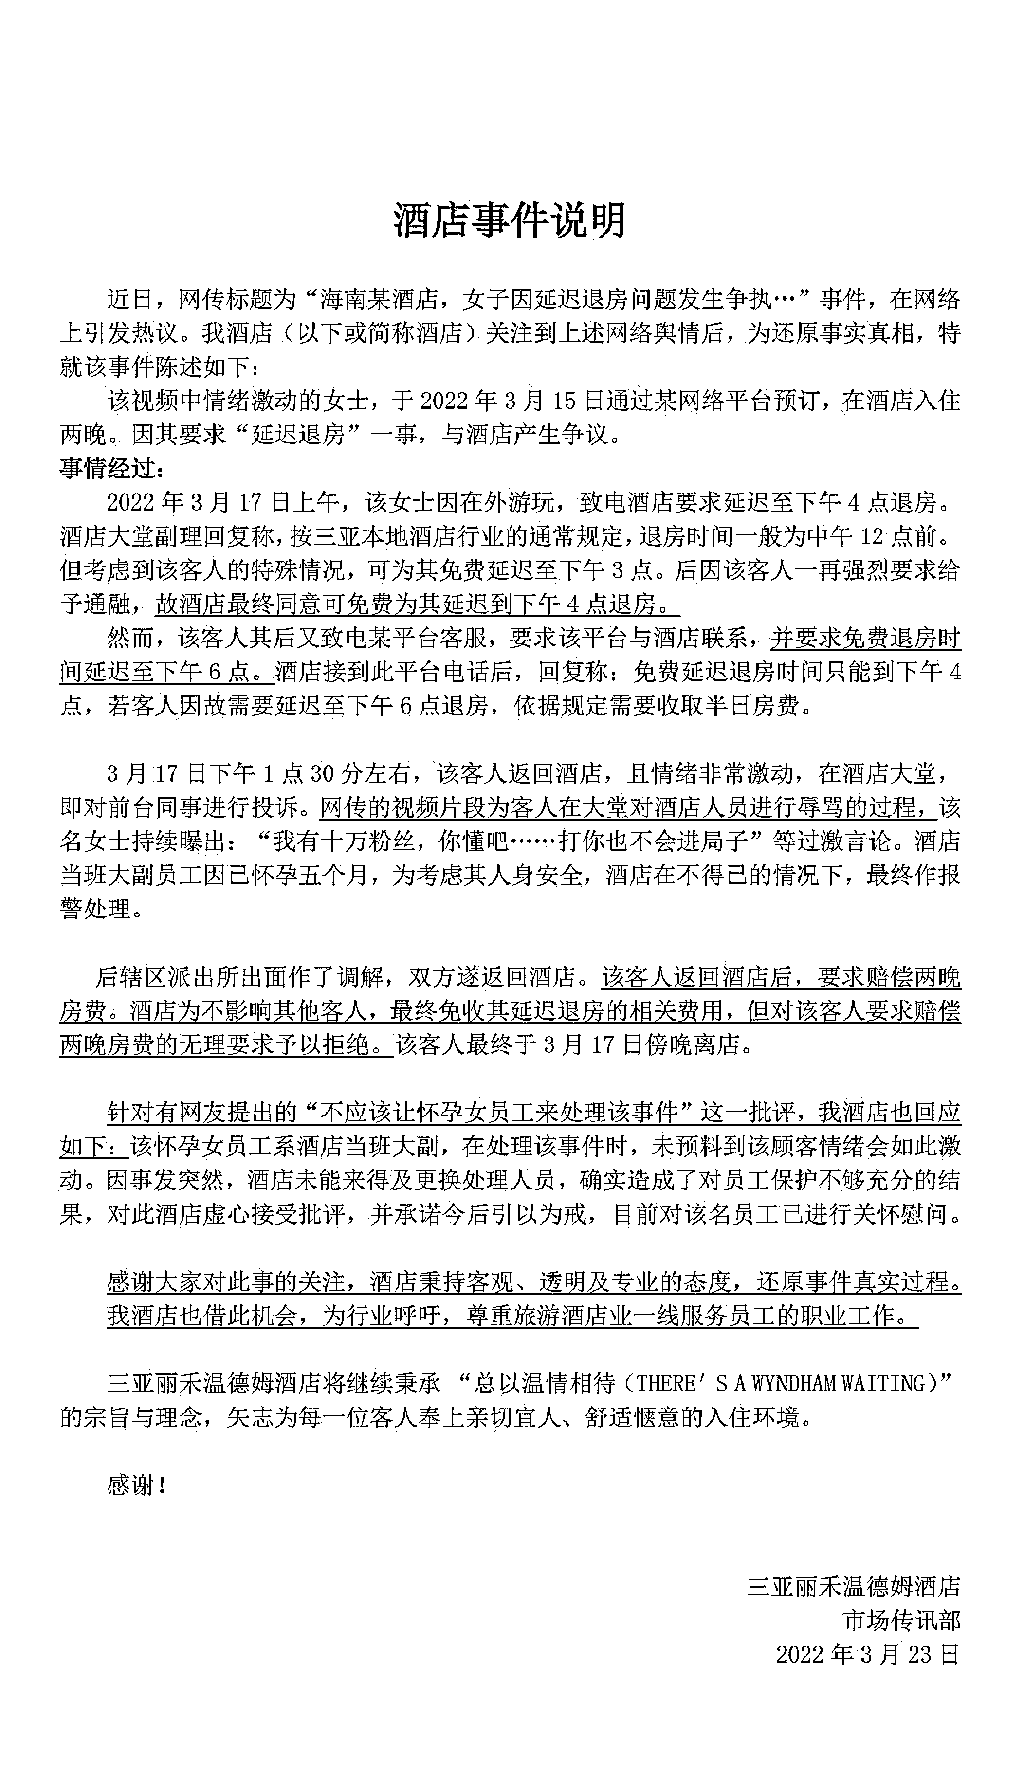 酒店事件说明
近日，网传标题为“海南某酒店，女子因延迟退房问题发生争执…”事件，在网络
上引发热议。我酒店（以下或简称酒店）关注到上述网络舆情后，为还原事实真相，特
就该事件陈述如下：
该视频中情绪激动的女士，于 2022 年 3 月 15 日通过某网络平台预订，在酒店入住
两晚。因其要求“延迟退房”一事，与酒店产生争议。
事情经过：
2022 年 3 月 17 日上午，该女士因在外游玩，致电酒店要求延迟至下午 4 点退房。
酒店大堂副理回复称，按三亚本地酒店行业的通常规定，退房时间一般为中午 12 点前。
但考虑到该客人的特殊情况，可为其免费延迟至下午 3 点。后因该客人一再强烈要求给
予通融，故酒店最终同意可免费为其延迟到下午 4 点退房。
然而，该客人其后又致电某平台客服，要求该平台与酒店联系，并要求免费退房时
间延迟至下午 6 点。酒店接到此平台电话后，回复称：免费延迟退房时间只能到下午 4
点，若客人因故需要延迟至下午 6 点退房，依据规定需要收取半日房费。
3 月 17 日下午 1 点 30 分左右，该客人返回酒店，且情绪非常激动，在酒店大堂，
即对前台同事进行投诉。网传的视频片段为客人在大堂对酒店人员进行辱骂的过程，该
名女士持续曝出：“我有十万粉丝，你懂吧……打你也不会进局子”等过激言论。酒店
当班大副员工因已怀孕五个月，为考虑其人身安全，酒店在不得已的情况下，最终作报
警处理。
后辖区派出所出面作了调解，双方遂返回酒店。该客人返回酒店后，要求赔偿两晚
房费。酒店为不影响其他客人，最终免收其延迟退房的相关费用，但对该客人要求赔偿
两晚房费的无理要求予以拒绝。该客人最终于 3 月 17 日傍晚离店。
针对有网友提出的“不应该让怀孕女员工来处理该事件”这一批评，我酒店也回应
如下：该怀孕女员工系酒店当班大副，在处理该事件时，未预料到该顾客情绪会如此激
动。因事发突然，酒店未能来得及更换处理人员，确实造成了对员工保护不够充分的结
果，对此酒店虚心接受批评，并承诺今后引以为戒，目前对该名员工已进行关怀慰问。
感谢大家对此事的关注，酒店秉持客观、透明及专业的态度，还原事件真实过程。
我酒店也借此机会，为行业呼吁，尊重旅游酒店业一线服务员工的职业工作。
三亚丽禾温德姆酒店将继续秉承 “总以温情相待（THERE'S A WYNDHAM WAITING）”
的宗旨与理念，矢志为每一位客人奉上亲切宜人、舒适惬意的入住环境。
感谢！
三亚丽禾温德姆酒店
市场传讯部
2022 年 3 月 23 日